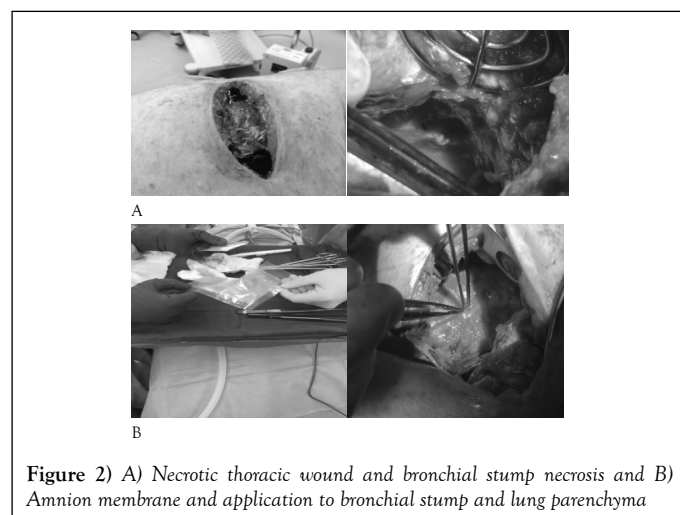 A
B
Figure 2) A) Necrotic thoracic wound and bronchial stump necrosis and B)
Amnion membrane and application to bronchial stump and lung parenchyma